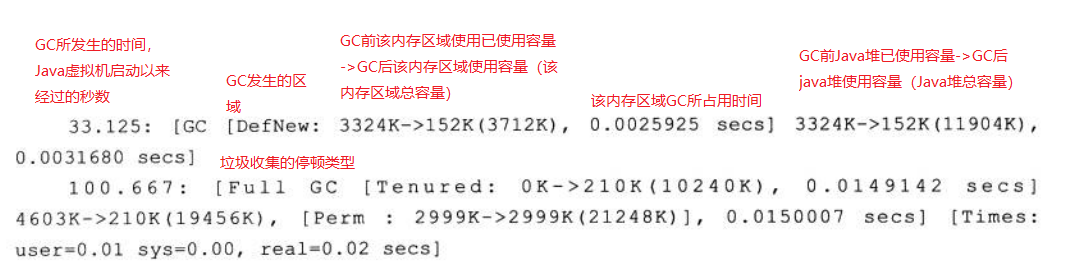 GC所发生的时间，
Java虚拟机启动以来
经过的秒数
GC发生的区
域
GC前该内存区域使用已使用容量
->GC后该内存区域使用容量（该
内存区域总容量）
该内存区域GC所占用时间
GC前Java堆已使用容量->GC后
java堆使用容量（Java堆总容量）
33.125: [GC [DefNew: 3324K->152K(3712K), 0.0025925 secs] 3324K->152K(11904K),
0.0031680 secs]
垃圾收集的停顿类型
100.667: [Full GC [Tenured: 0K->210K(10240K), 0.0149142 secs]
4603K->210K(19456K), [Perm : 2999K->2999K(21248K)], 0.0150007 secs] [Times:
user=0.01 sys=0.00, real=0.02 secs]